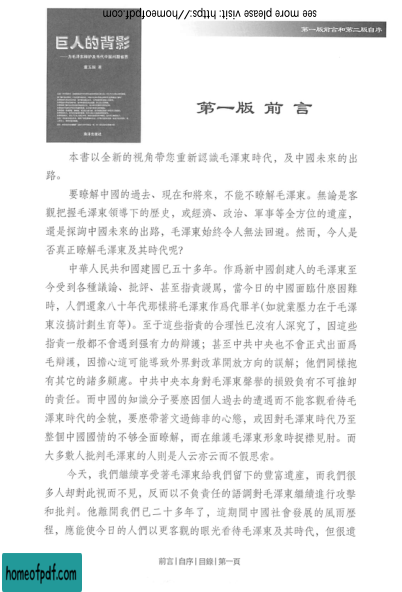 see more please visit: https://homeofpdf.com
第一版前言和第二版自序
巨人的背影
第一版 前 言
本書以全新的視角帶您重新認識毛澤東時代，及中國未來的出
路。
要瞭解中國的過去、現在和將來，不能不瞭解毛澤東。無論是客
觀把握毛澤東領導下的歷史，或經濟、政治、軍事等全方位的遺産，
還是探詢中國未來的出路，毛澤東始終令人無法回避。然而，今人是
否真正瞭解毛澤東及其時代呢？
中華人民共和國建國已五十多年。作爲新中國創建人的毛澤東至
今受到各種議論、批評、甚至指責謾駡，當今日的中國面臨什麽困難
時，人們還象八十年代那樣將毛澤東作爲代罪羊(如就業壓力在于毛澤
東沒搞計劃生育等)。至于這些指責的合理性已沒有人深究了，因這些
指責一般都不會遇到强有力的辯護；甚至中共中央也不會正式出面爲
毛辯護，因擔心這可能導致外界對改革開放方向的誤解；他們同樣抱
有其它的諸多顧慮。中共中央本身對毛澤東聲譽的損毀負有不可推卸
的責任。而中國的知識分子要麽因個人過去的遭遇而不能客觀看待毛
澤東時代的全貌，要麽帶著文過飾非的心態，或因對毛澤東時代乃至
整個中國國情的不够全面瞭解，而在維護毛澤東形象時捉襟見肘。而
大多數人批判毛澤東的人則是人云亦云而不假思索。
今天，我們繼續享受著毛澤東給我們留下的豐富遺産，而我們很
多人却對此視而不見，反而以不負責任的語調對毛澤東繼續進行攻擊
和批判。他離開我們已二十多年了，這期間中國社會發展的風雨歷
程，應能使今日的人們以更客觀的眼光看待毛澤東及其時代，但很遺
前言|自序|目錄|第一頁
homeofpdf.com